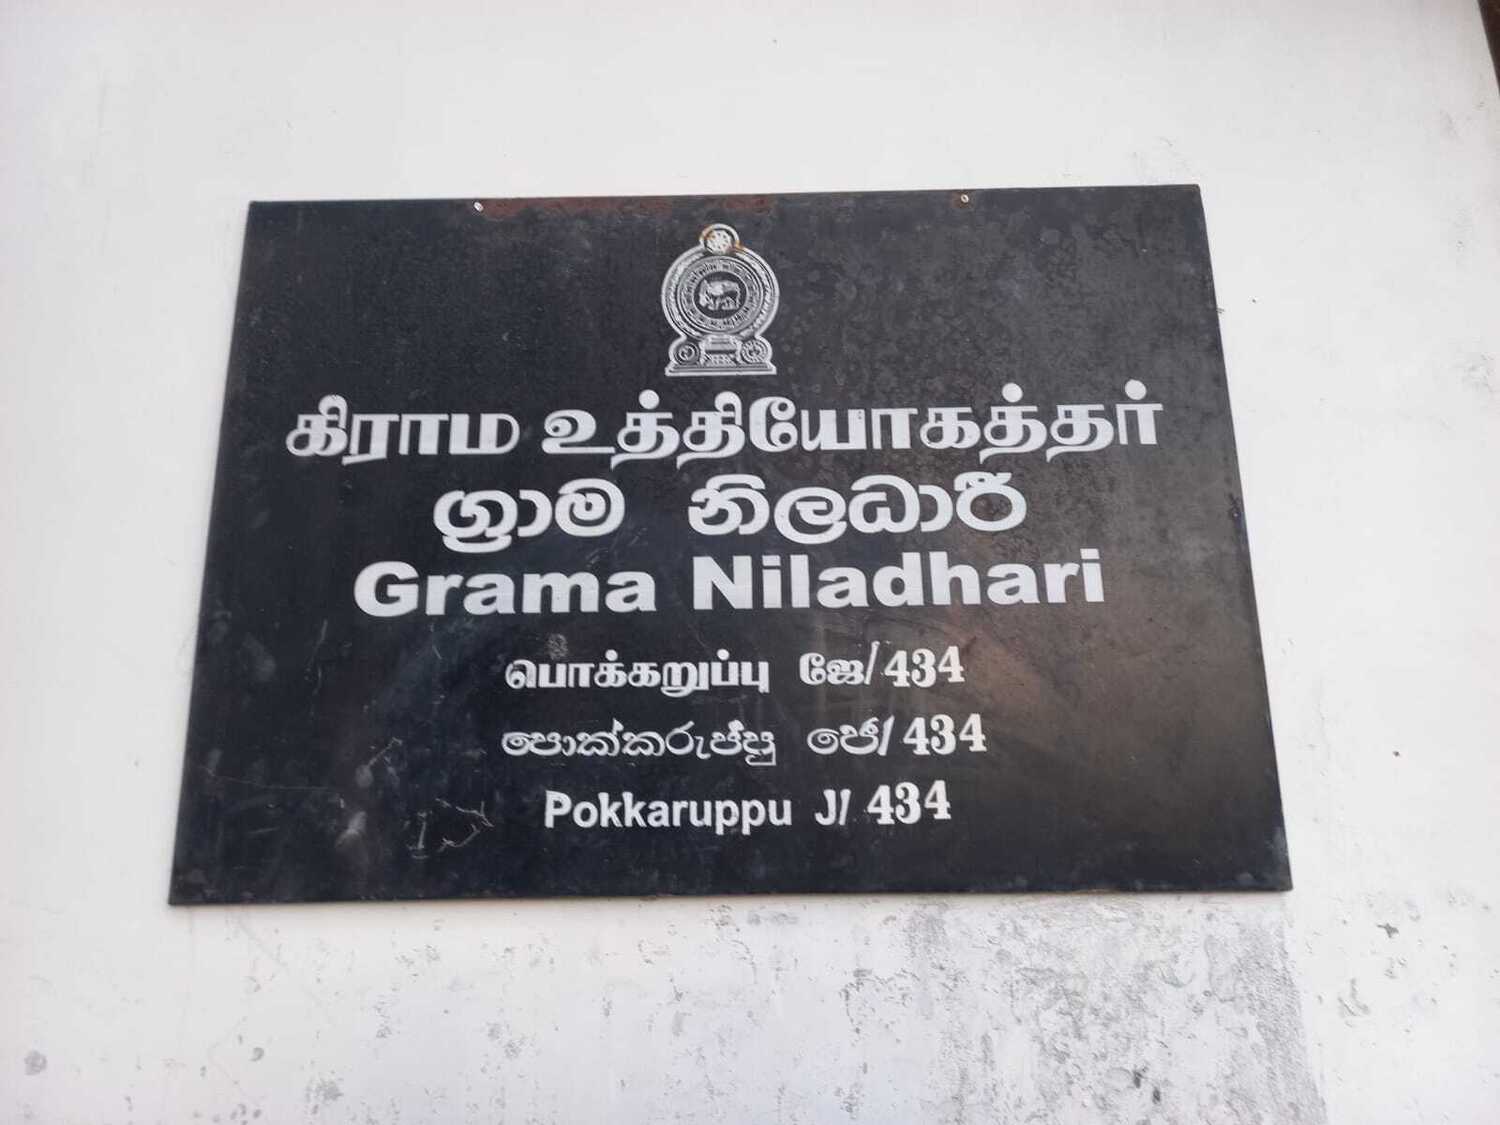 கிராம உத்தியோகத்தர்
ග්‍රාම නිලධාරී
Grama Niladhari
பொக்கறுப்பு ஜே/434
පොක්කරුප්පු ජේ/434
Pokkaruppu J/ 434